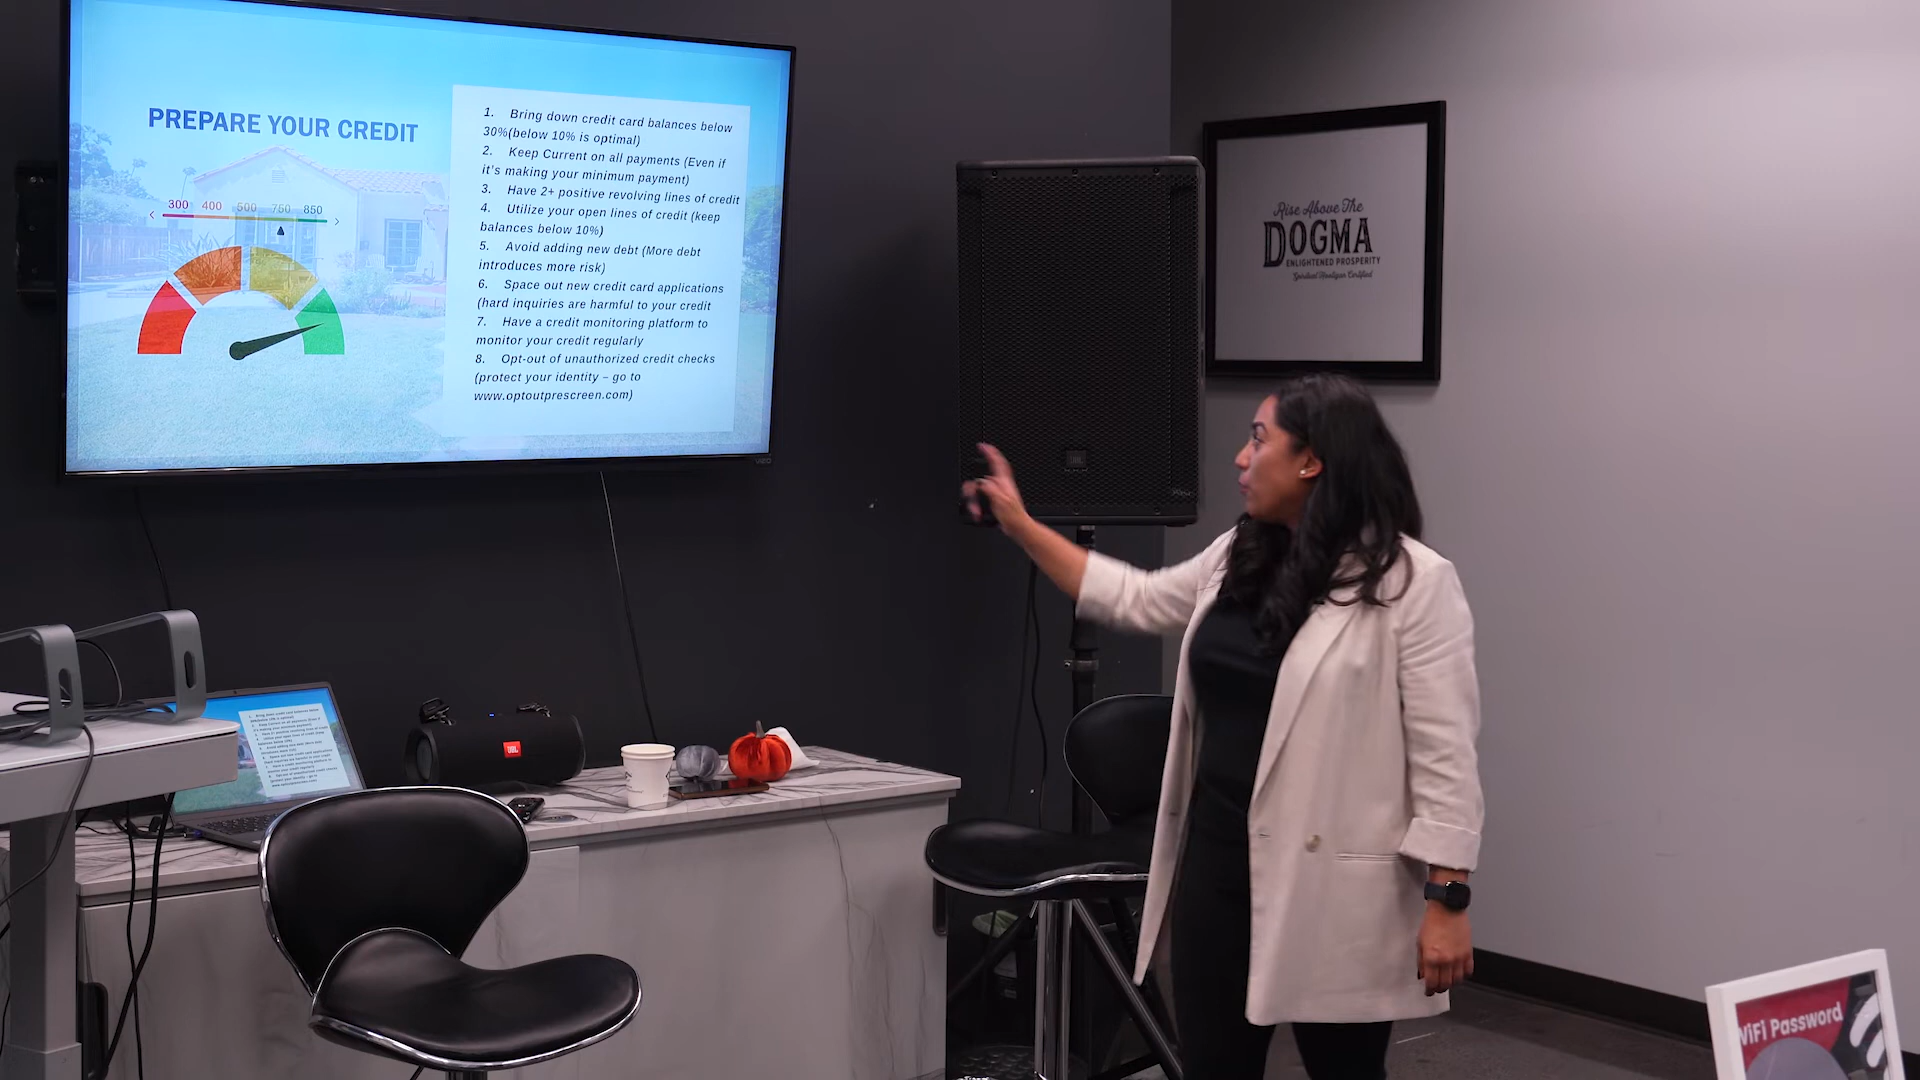 PREPARE YOUR CREDIT
300 400 500 750 850
1. Bring down credit card balances below
30%(below 10% is optimal)
2. Keep Current on all payments (Even if
it's making your minimum payment)
3. Have 2+ positive revolving lines of credit
4. Utilize your open lines of credit (keep
balances below 10%)
5. Avoid adding new debt (More debt
introduces more risk)
6. Space out new credit card applications
(hard inquiries are harmful to your credit
7. Have a credit monitoring platform to
monitor your credit regularly
8. Opt-out of unauthorized credit checks
(protect your identity – go to
www.optoutprescreen.com)
VIZIO
Rise Above The
DOGMA
ENLIGHTENED PROSPERITY
Spiritual Hooligan Certified
JBL
JBL
WiFi Password